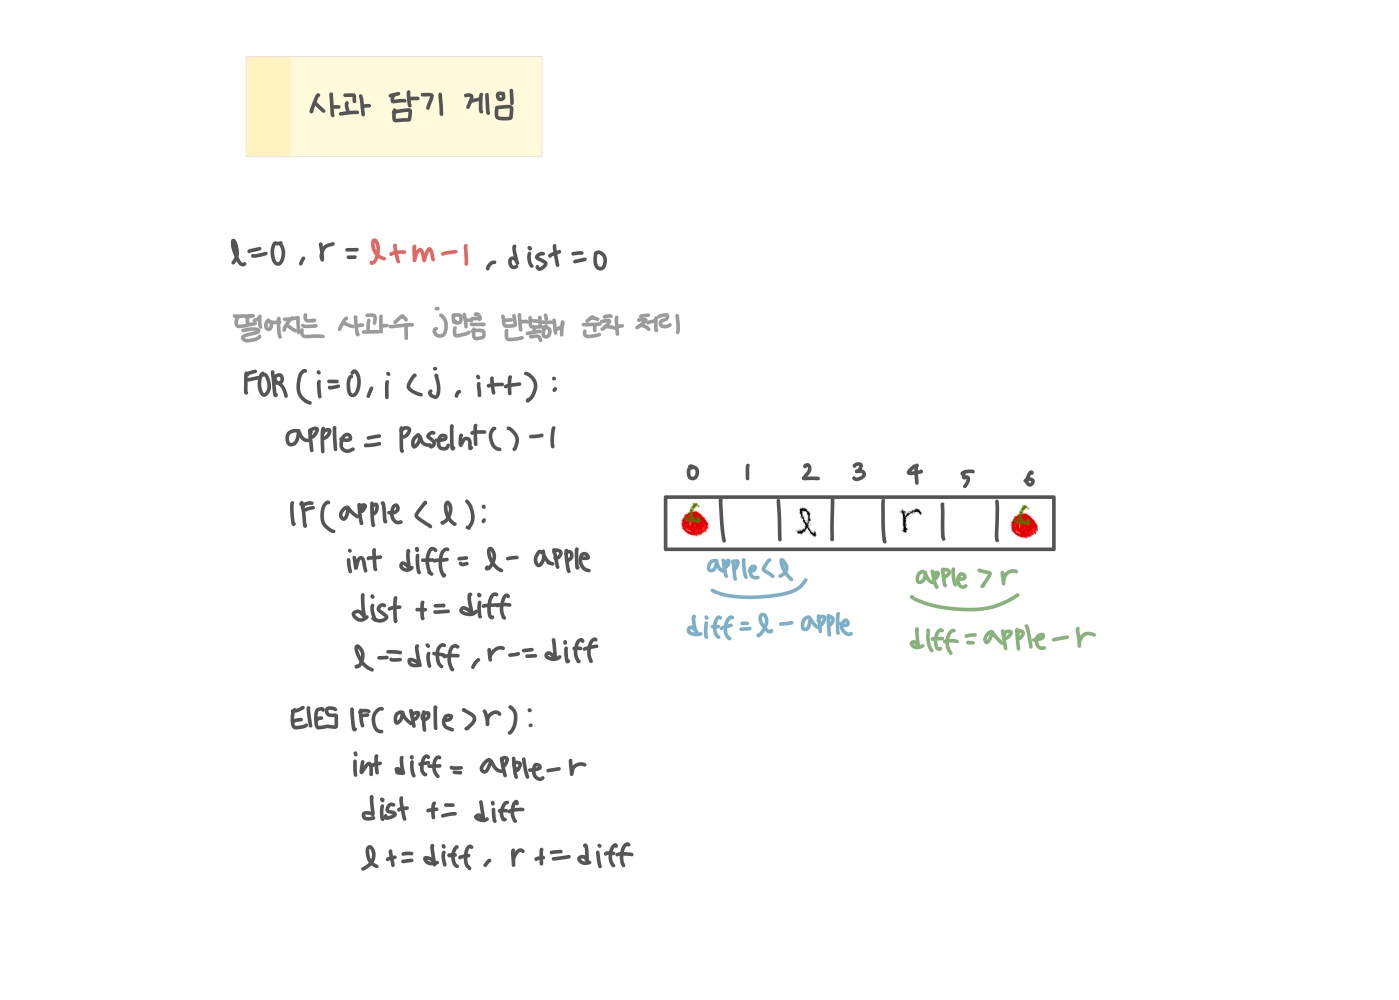 사과 담기 게임
l=0, r=l+m-1, dist=0
떨어지는 사과수 j만큼 반복해 순차 처리
FOR(i=0, i<j, i++):
apple = PaseInt()-1
IF(apple < l):
int diff = l - apple
dist += diff
l-=diff, r-=diff
ElES IF(apple>r):
int diff = apple-r
dist += diff
l+=diff, r+=diff
0 1 2 3 4 5 6
l r
apple<l
diff=l-apple
apple >r
diff=apple-r